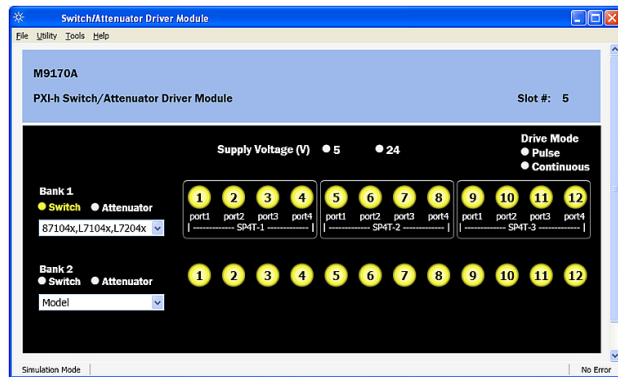 Switch/Attenuator Driver Module
File Utility Tools Help
M9170A
PXI-h Switch/Attenuator Driver Module Slot #: 5
Supply Voltage (V) 5 24
Drive Mode
Pulse
Continuous
Bank 1
Switch Attenuator
87104x,L7104x,L7204x
1 2 3 4 5 6 7 8 9 10 11 12
port1 port2 port3 port4 port1 port2 port3 port4 port1 port2 port3 port4
|------------ SP4T-1 ------------| |------------ SP4T-2 ------------| |------------ SP4T-3 ------------|
Bank 2
Switch Attenuator
Model
1 2 3 4 5 6 7 8 9 10 11 12
Simulation Mode No Error